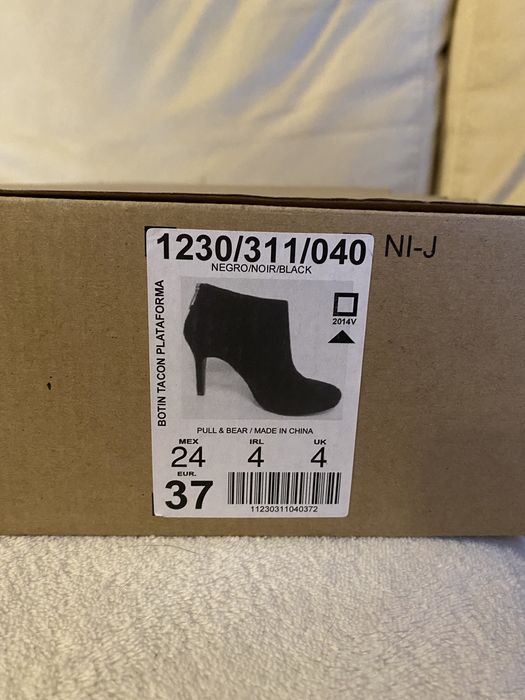 1230/311/040
NI-J
NEGRO/NOIR/BLACK
BOTIN TACON PLATAFORMA
2014V
PULL & BEAR / MADE IN CHINA
MEX IRL UK
24 4 4
EUR.
37
11230311040372